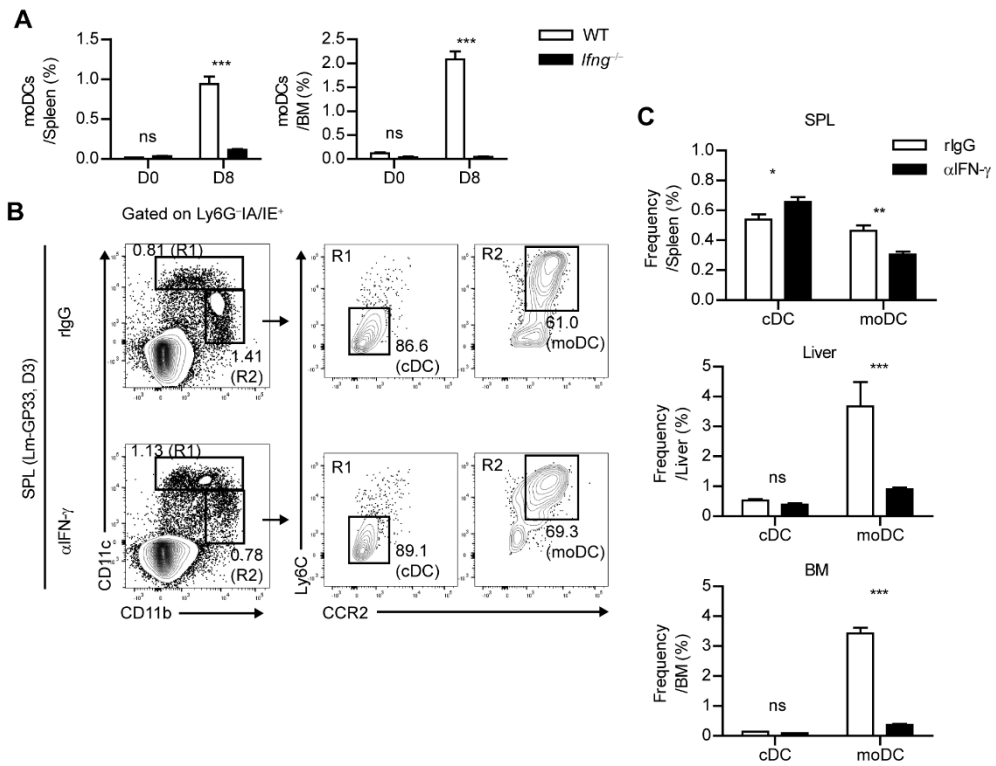 A
moDCs
/Spleen (%)
1.5
1.0
0.5
0.0
ns
***
D0
D8
moDCs
/BM (%)
2.5
2.0
1.5
1.0
0.5
0.0
ns
***
D0
D8
WT
Ifng⁻/⁻
B
Gated on Ly6G⁻IA/IE⁺
SPL (Lm-GP33, D3)
rIgG
0.81 (R1)
1.41
(R2)
R1
86.6
(cDC)
R2
61.0
(moDC)
αIFN-γ
1.13 (R1)
0.78
(R2)
R1
89.1
(cDC)
R2
69.3
(moDC)
CD11c
CD11b
Ly6C
CCR2
C
SPL
rIgG
αIFN-γ
Frequency
/Spleen (%)
1.0
0.8
0.6
0.4
0.2
0.0
*
**
cDC
moDC
Liver
Frequency
/Liver (%)
5
4
3
2
1
0
ns
***
cDC
moDC
BM
Frequency
/BM (%)
5
4
3
2
1
0
ns
***
cDC
moDC